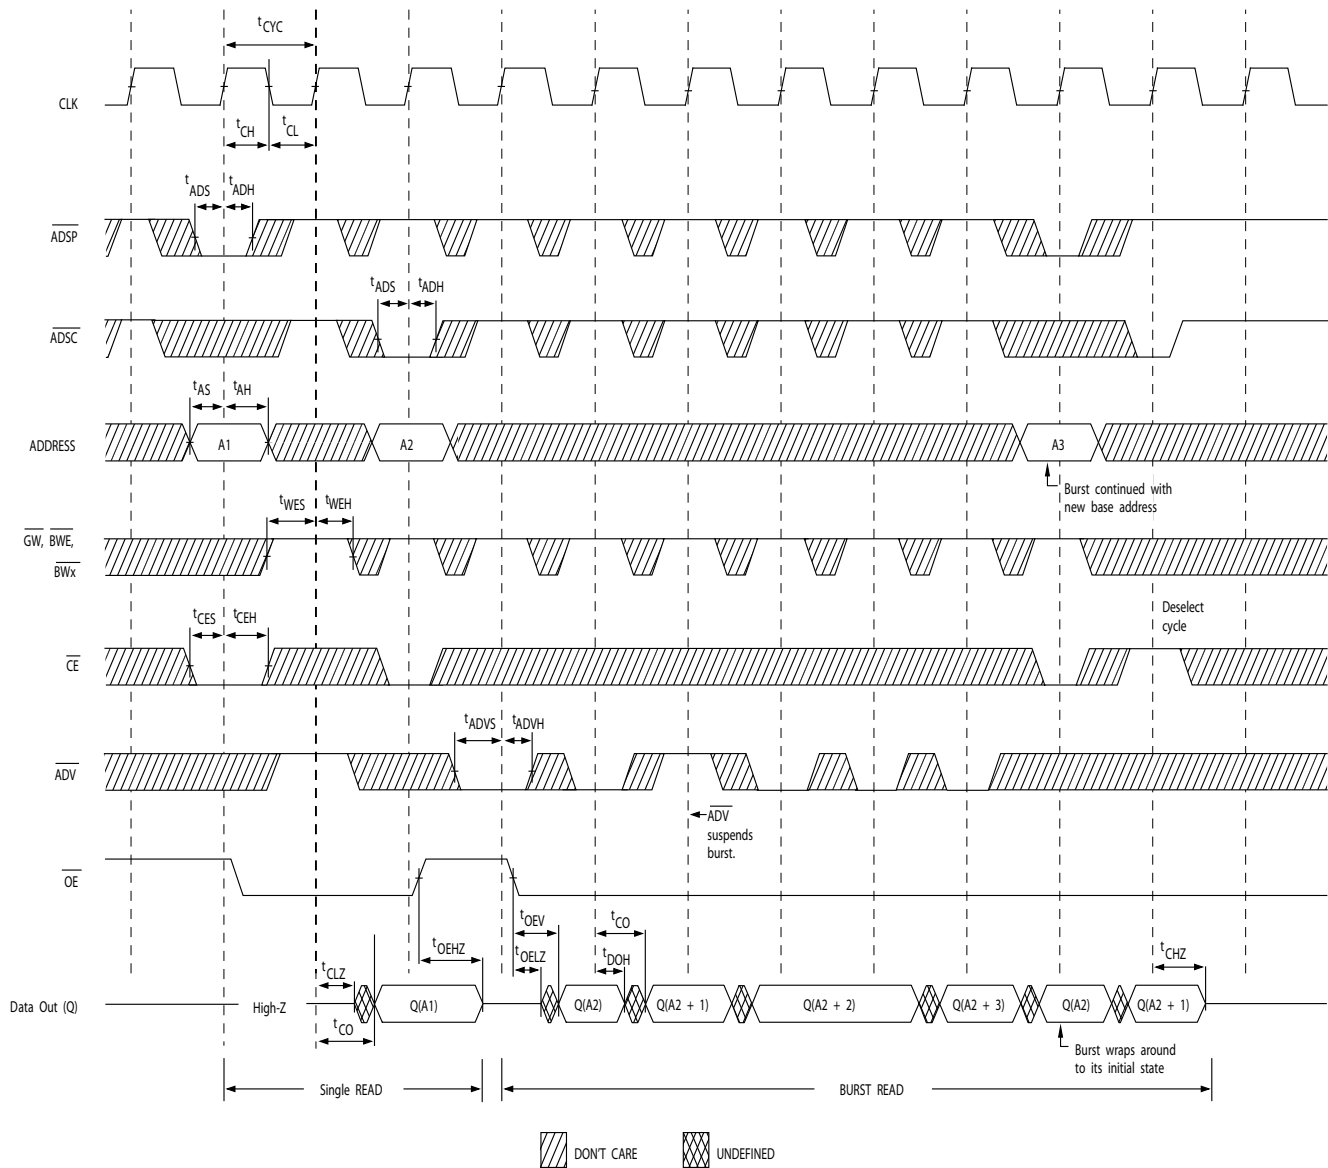 tCYC
CLK
tCH
tCL
tADS
tADH
ADSP
tADS
tADH
ADSC
tAS
tAH
ADDRESS
A1
A2
A3
Burst continued with
new base address
tWES
tWEH
GW, BWE,
BWx
tCES
tCEH
Deselect
cycle
CE
tADVS
tADVH
ADV
ADV
suspends
burst.
OE
tOEHZ
tOEV
tOELZ
tCO
tDOH
tCHZ
tCLZ
Data Out (Q)
High-Z
Q(A1)
Q(A2)
Q(A2 + 1)
Q(A2 + 2)
Q(A2 + 3)
Q(A2)
Q(A2 + 1)
tCO
Burst wraps around
to its initial state
Single READ
BURST READ
DON'T CARE
UNDEFINED